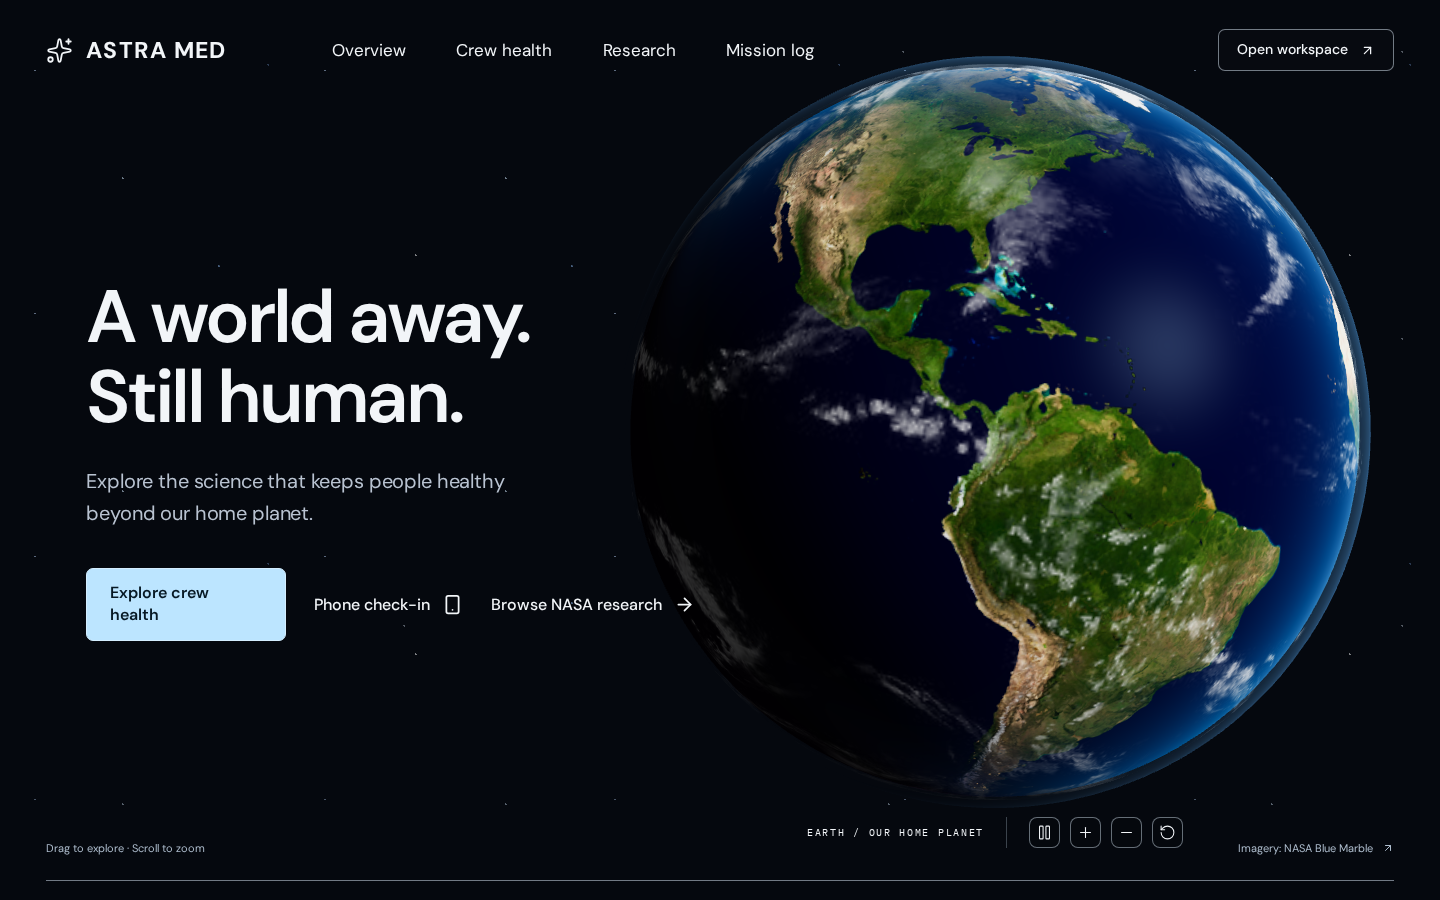 ASTRA MED
Overview
Crew health
Research
Mission log
Open workspace
A world away.
Still human.
Explore the science that keeps people healthy
beyond our home planet.
Explore crew
health
Phone check-in
Browse NASA research
EARTH / OUR HOME PLANET
Drag to explore · Scroll to zoom
Imagery: NASA Blue Marble